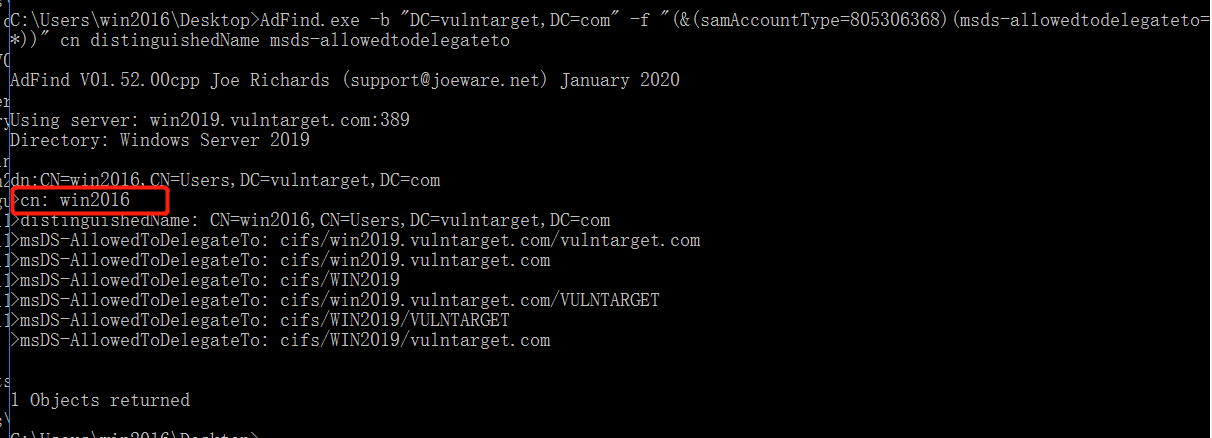 C:\Users\win2016\Desktop>AdFind.exe -b "DC=vulntarget,DC=com" -f "(&(samAccountType=805306368)(msds-allowedtodelegateto=
*))" cn distinguishedName msds-allowedtodelegateto
AdFind V01.52.00cpp Joe Richards (support@joeware.net) January 2020
Using server: win2019.vulntarget.com:389
Directory: Windows Server 2019
dn:CN=win2016,CN=Users,DC=vulntarget,DC=com
>cn: win2016
>distinguishedName: CN=win2016,CN=Users,DC=vulntarget,DC=com
>msDS-AllowedToDelegateTo: cifs/win2019.vulntarget.com/vulntarget.com
>msDS-AllowedToDelegateTo: cifs/win2019.vulntarget.com
>msDS-AllowedToDelegateTo: cifs/WIN2019
>msDS-AllowedToDelegateTo: cifs/win2019.vulntarget.com/VULNTARGET
>msDS-AllowedToDelegateTo: cifs/WIN2019/VULNTARGET
>msDS-AllowedToDelegateTo: cifs/WIN2019/vulntarget.com
1 Objects returned
C:\Users\win2016\Desktop>